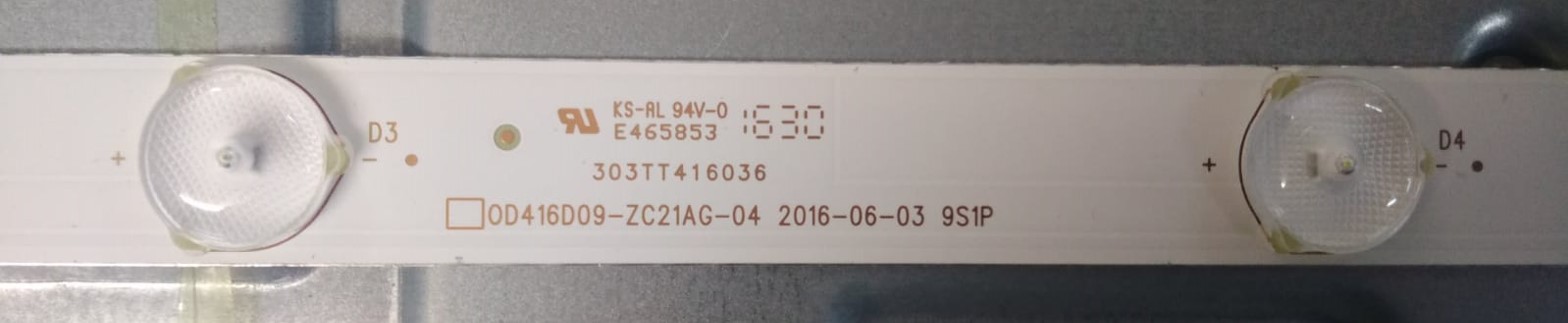 + D3 -
KS-AL 94V-0
E465853
1630
303TT416036
OD416D09-ZC21AG-04 2016-06-03 9S1P
+ D4 -